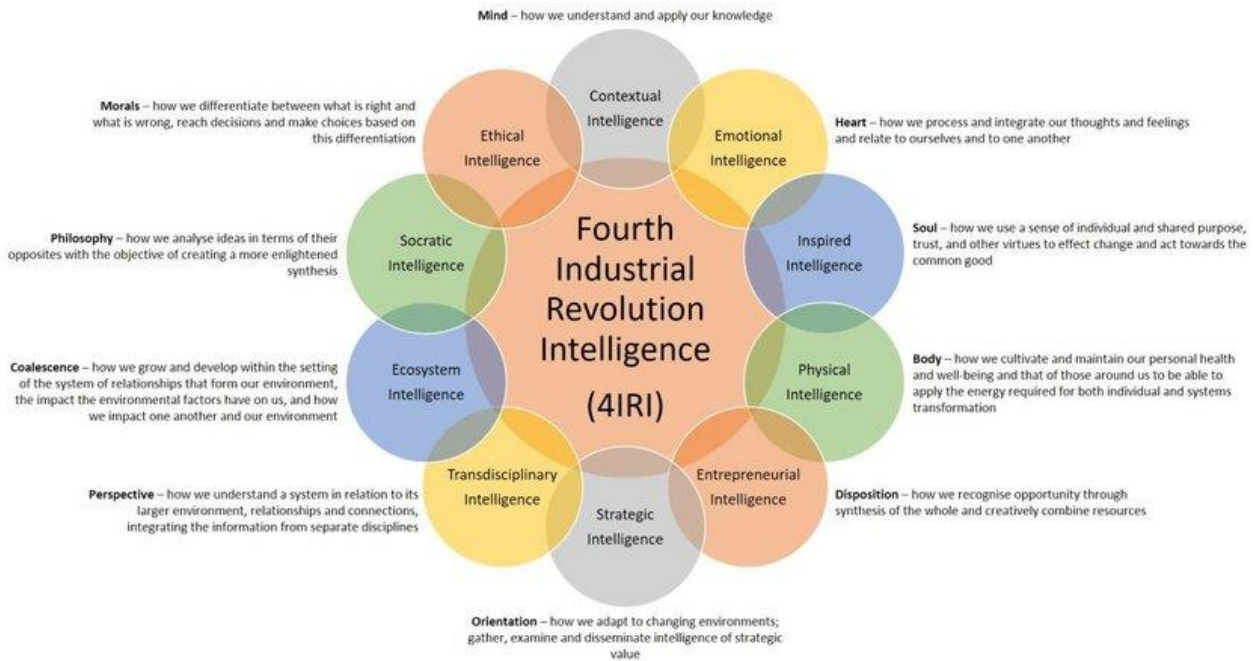 Mind – how we understand and apply our knowledge
Contextual
Intelligence
Emotional
Intelligence
Heart – how we process and integrate our thoughts and feelings
and relate to ourselves and to one another
Inspired
Intelligence
Soul – how we use a sense of individual and shared purpose,
trust, and other virtues to effect change and act towards the
common good
Physical
Intelligence
Body – how we cultivate and maintain our personal health
and well-being and that of those around us to be able to
apply the energy required for both individual and systems
transformation
Entrepreneurial
Intelligence
Disposition – how we recognise opportunity through
synthesis of the whole and creatively combine resources
Strategic
Intelligence
Orientation – how we adapt to changing environments;
gather, examine and disseminate intelligence of strategic
value
Transdisciplinary
Intelligence
Perspective – how we understand a system in relation to its
larger environment, relationships and connections,
integrating the information from separate disciplines
Ecosystem
Intelligence
Coalescence – how we grow and develop within the setting
of the system of relationships that form our environment,
the impact the environmental factors have on us, and how
we impact one another and our environment
Socratic
Intelligence
Philosophy – how we analyse ideas in terms of their
opposites with the objective of creating a more enlightened
synthesis
Ethical
Intelligence
Morals – how we differentiate between what is right and
what is wrong, reach decisions and make choices based on
this differentiation
Fourth
Industrial
Revolution
Intelligence
(4IRI)